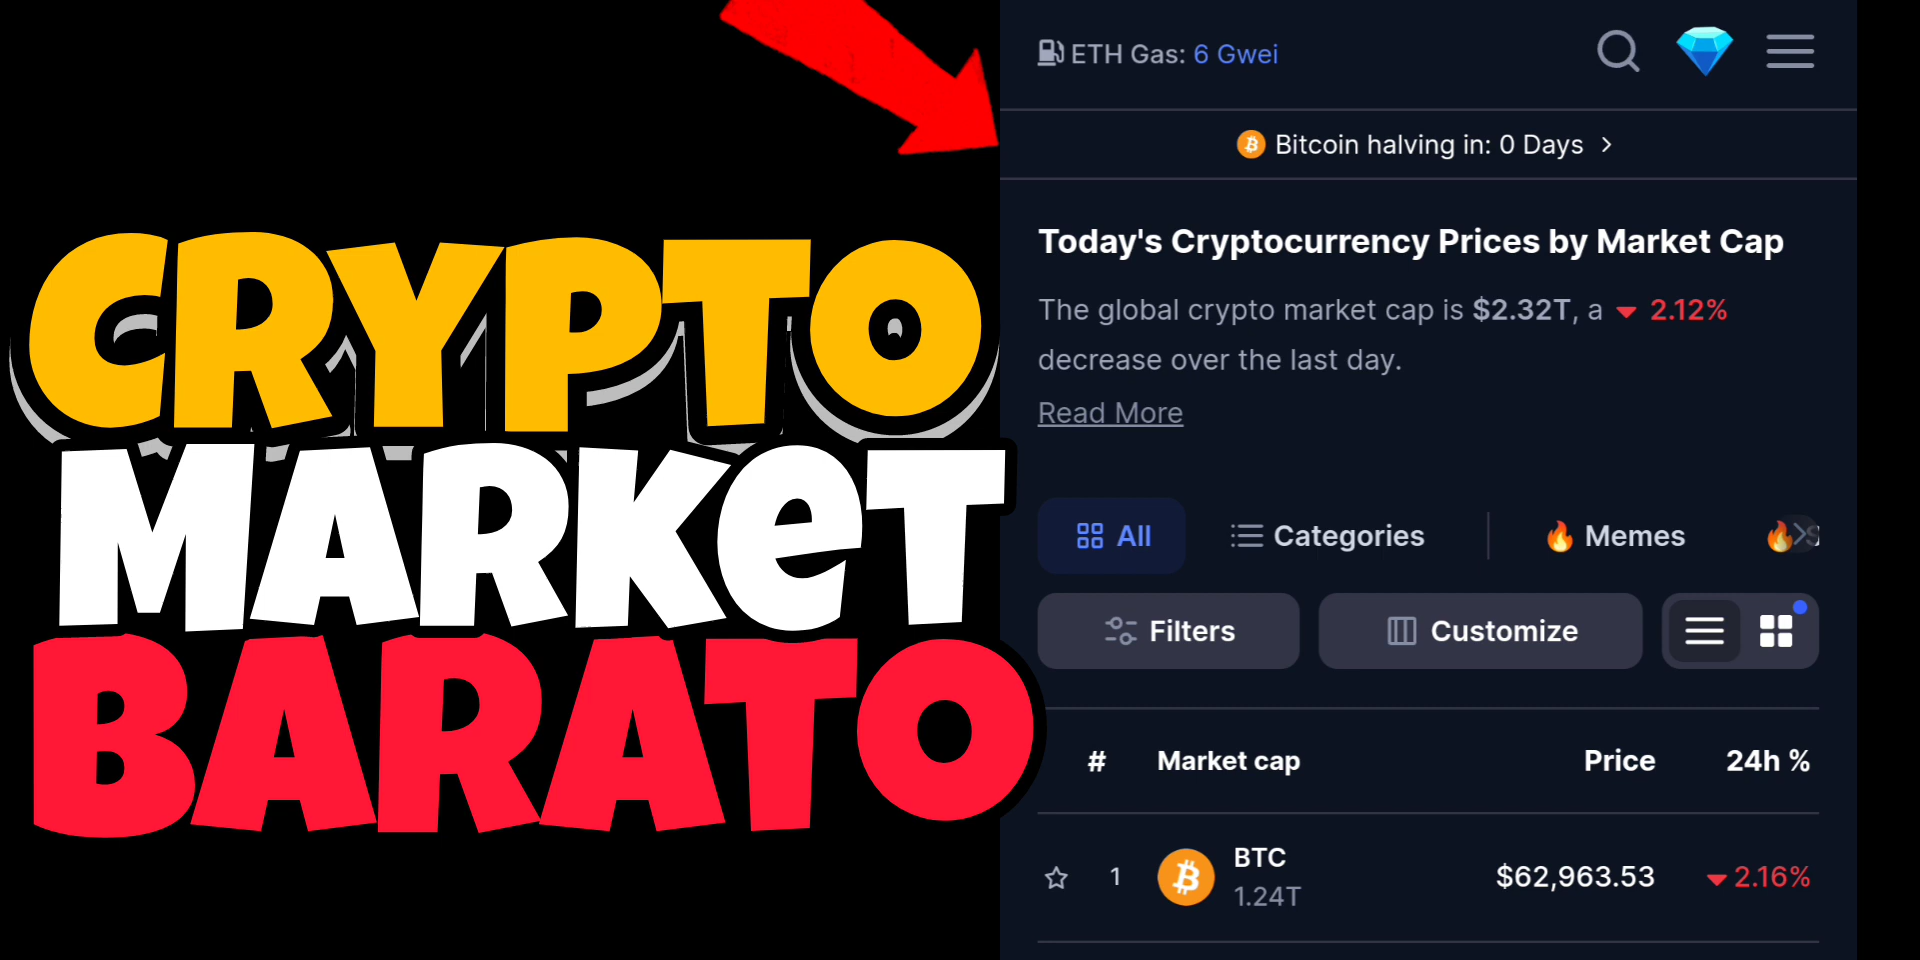 CRYPTO
MARKeT
BARATO
ETH Gas: 6 Gwei
Bitcoin halving in: 0 Days
Today's Cryptocurrency Prices by Market Cap
The global crypto market cap is $2.32T, a 2.12%
decrease over the last day.
Read More
All Categories Memes
Filters Customize
# Market cap Price 24h %
BTC
1 $62,963.53 2.16%
1.24T